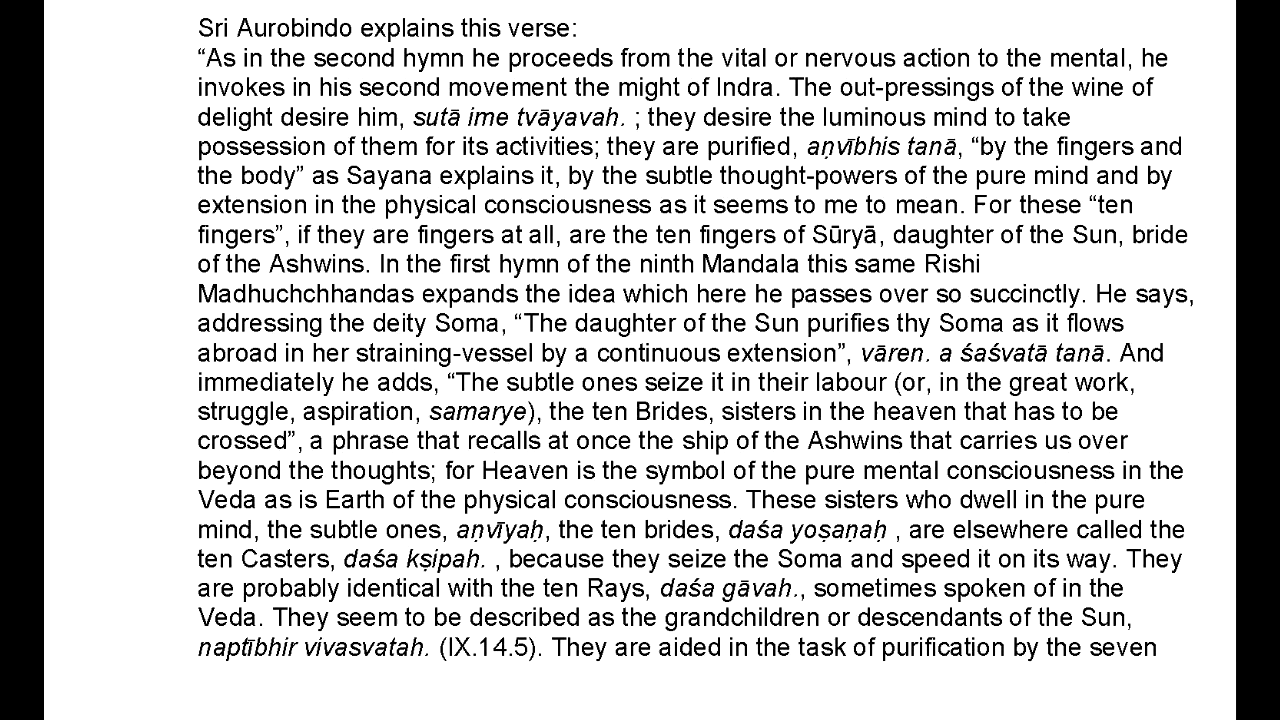 Sri Aurobindo explains this verse:
“As in the second hymn he proceeds from the vital or nervous action to the mental, he
invokes in his second movement the might of Indra. The out-pressings of the wine of
delight desire him, sutā ime tvāyavah. ; they desire the luminous mind to take
possession of them for its activities; they are purified, aṇvībhis tanā, “by the fingers and
the body” as Sayana explains it, by the subtle thought-powers of the pure mind and by
extension in the physical consciousness as it seems to me to mean. For these “ten
fingers”, if they are fingers at all, are the ten fingers of Sūryā, daughter of the Sun, bride
of the Ashwins. In the first hymn of the ninth Mandala this same Rishi
Madhuchchhandas expands the idea which here he passes over so succinctly. He says,
addressing the deity Soma, “The daughter of the Sun purifies thy Soma as it flows
abroad in her straining-vessel by a continuous extension”, vāren. a śaśvatā tanā. And
immediately he adds, “The subtle ones seize it in their labour (or, in the great work,
struggle, aspiration, samarye), the ten Brides, sisters in the heaven that has to be
crossed”, a phrase that recalls at once the ship of the Ashwins that carries us over
beyond the thoughts; for Heaven is the symbol of the pure mental consciousness in the
Veda as is Earth of the physical consciousness. These sisters who dwell in the pure
mind, the subtle ones, aṇvīyaḥ, the ten brides, daśa yoṣaṇaḥ , are elsewhere called the
ten Casters, daśa kṣipah. , because they seize the Soma and speed it on its way. They
are probably identical with the ten Rays, daśa gāvah., sometimes spoken of in the
Veda. They seem to be described as the grandchildren or descendants of the Sun,
naptībhir vivasvatah. (IX.14.5). They are aided in the task of purification by the seven